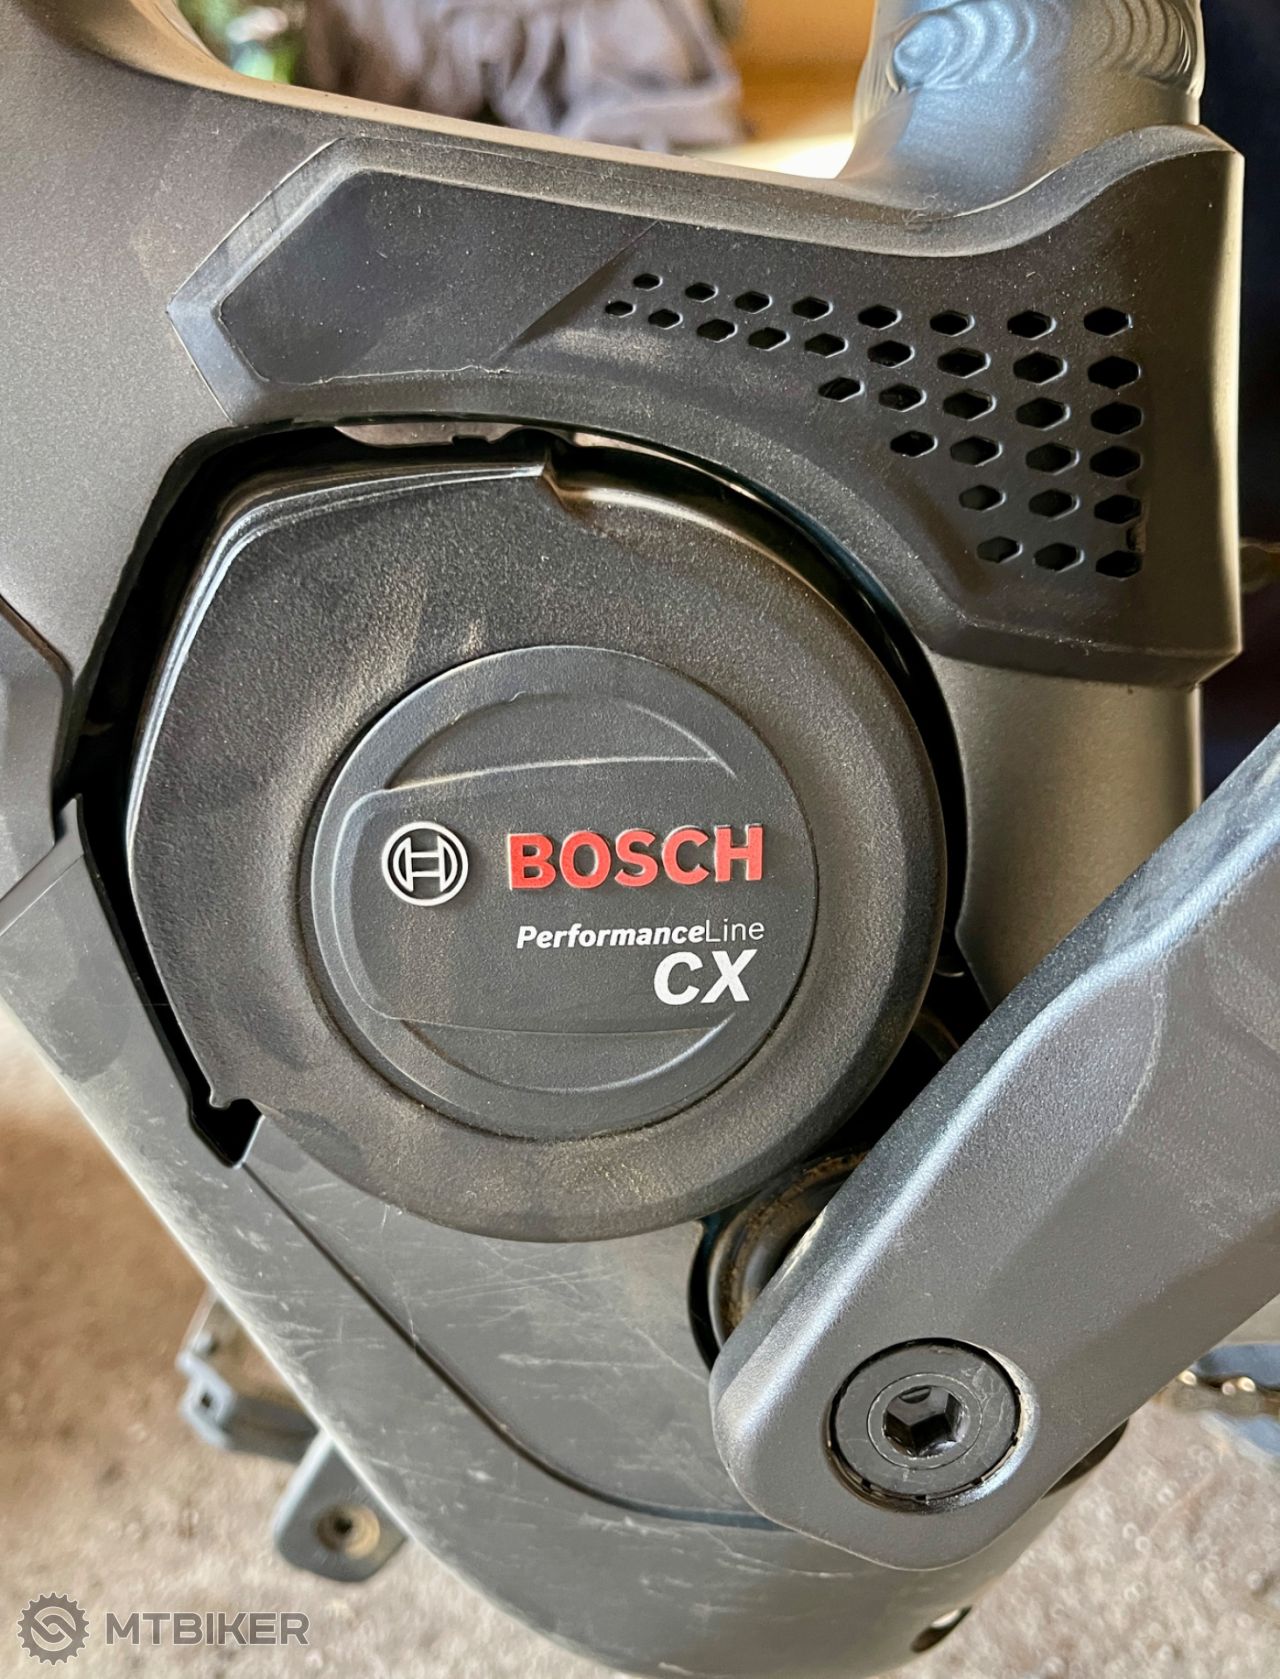 BOSCH
PerformanceLine
CX
MTBIKER